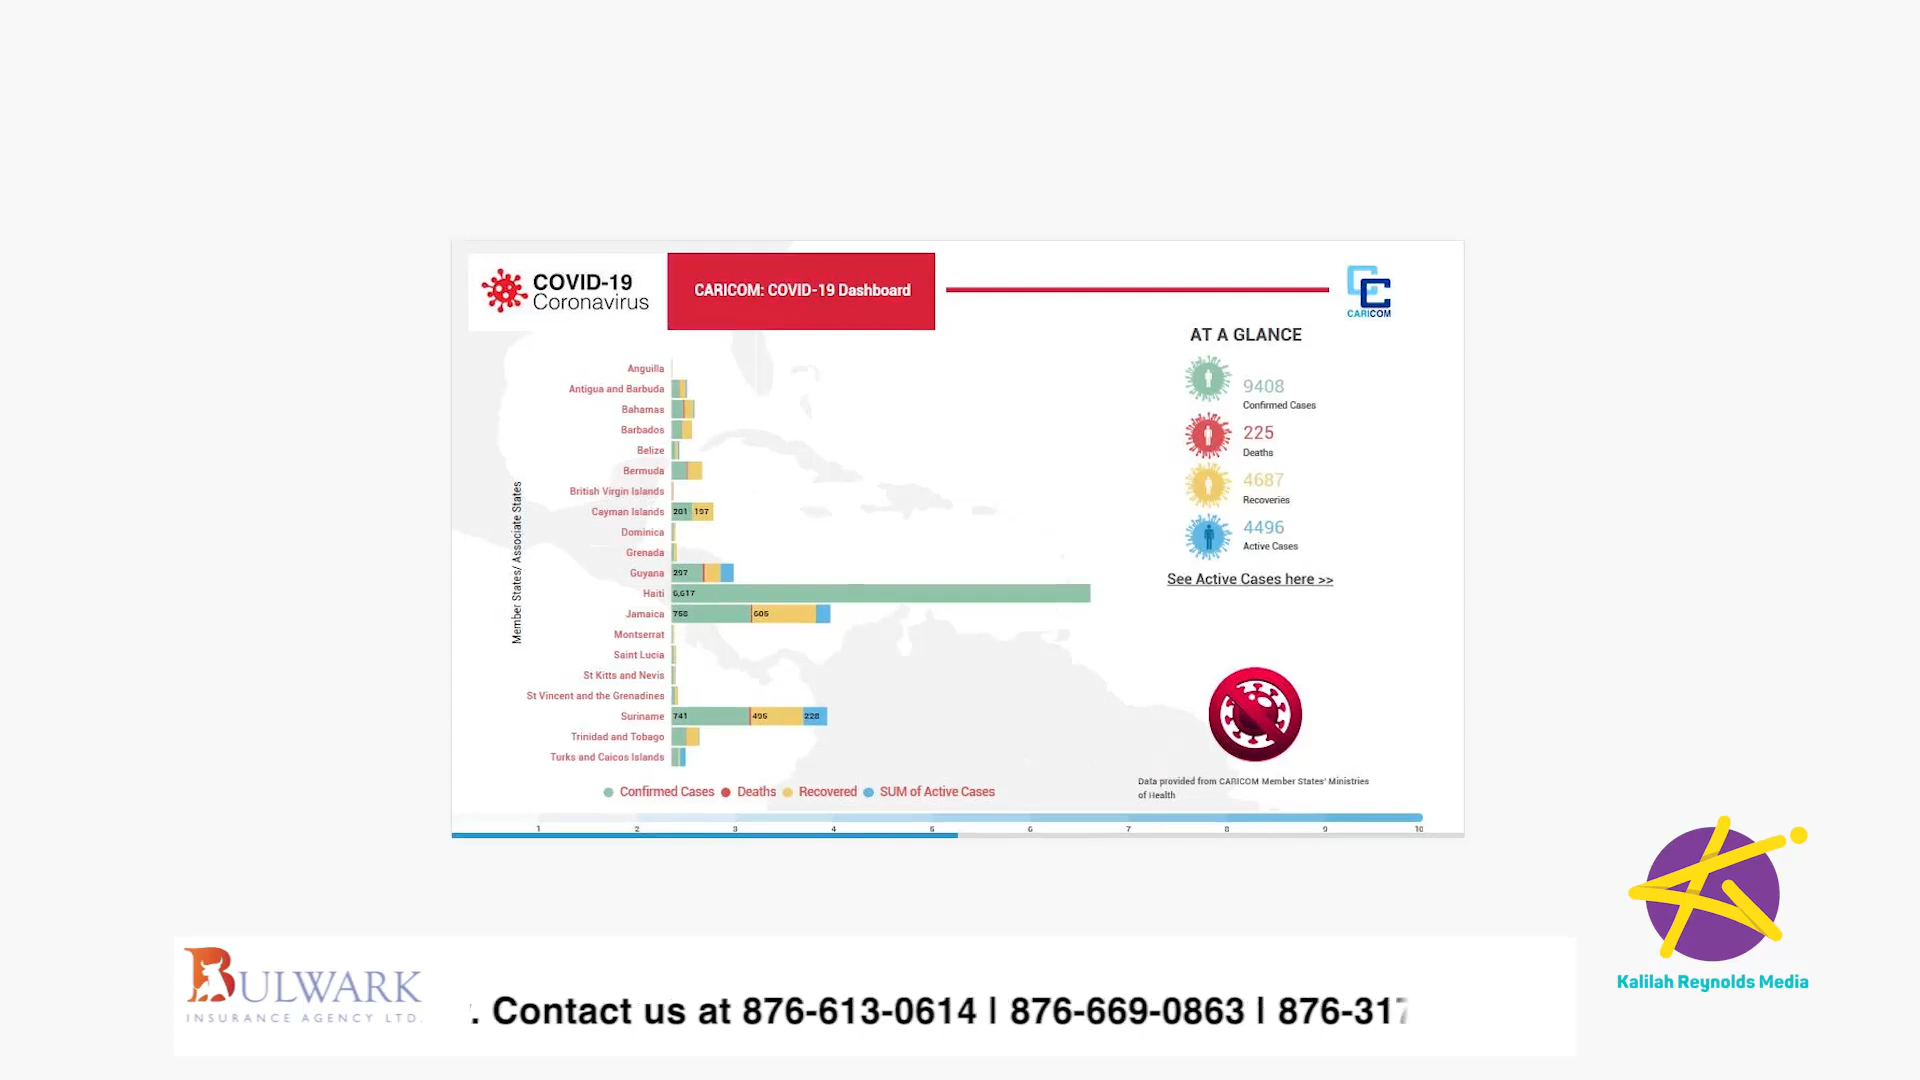 COVID-19
Coronavirus
CARICOM: COVID-19 Dashboard
CARICOM
AT A GLANCE
9408
Confirmed Cases
225
Deaths
4687
Recoveries
4496
Active Cases
See Active Cases here >>
Member States/ Associate States
Anguilla
Antigua and Barbuda
Bahamas
Barbados
Belize
Bermuda
British Virgin Islands
Cayman Islands 201 197
Dominica
Grenada
Guyana 297
Haiti 6,617
Jamaica 758 605
Montserrat
Saint Lucia
St Kitts and Nevis
St Vincent and the Grenadines
Suriname 741 495 228
Trinidad and Tobago
Turks and Caicos Islands
Confirmed Cases Deaths Recovered SUM of Active Cases
Data provided from CARICOM Member States' Ministries
of Health
1 2 3 4 5 6 7 8 9 10
BULWARK
INSURANCE AGENCY LTD.
. Contact us at 876-613-0614 | 876-669-0863 | 876-317
Kalilah Reynolds Media